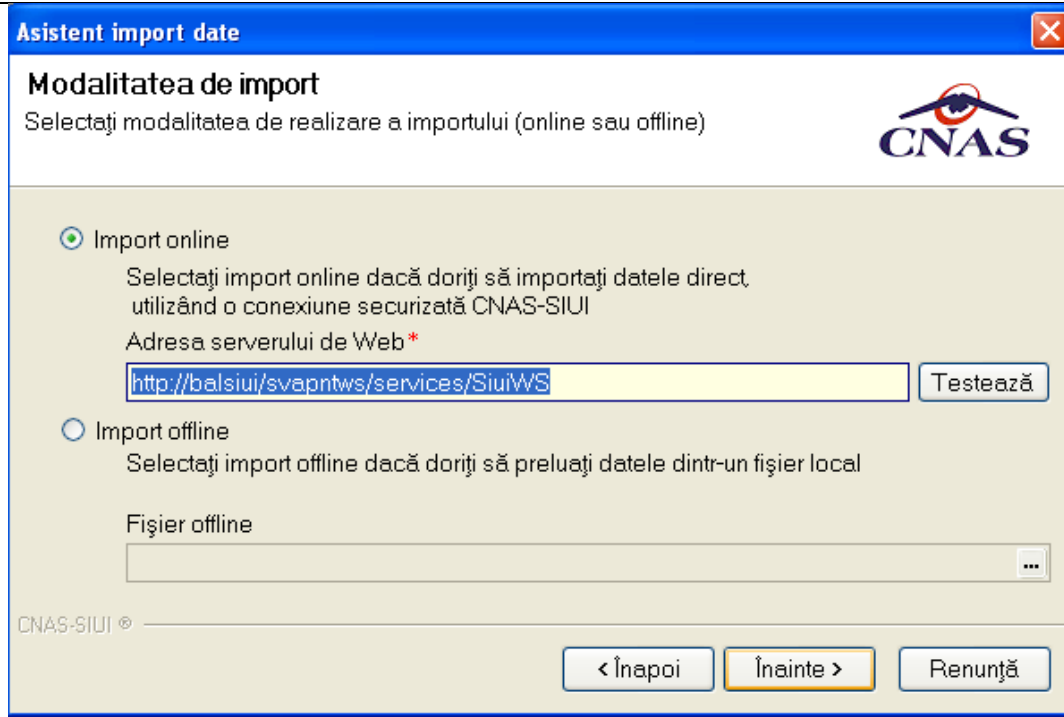 Asistent import date
Modalitatea de import
Selectaţi modalitatea de realizare a importului (online sau offline)
CNAS
Import online
Selectaţi import online dacă doriţi să importaţi datele direct,
utilizând o conexiune securizată CNAS-SIUI
Adresa serverului de Web*
http://balsiui/svapntws/services/SiuiWS
Testează
Import offline
Selectaţi import offline dacă doriţi să preluaţi datele dintr-un fişier local
Fişier offline
...
CNAS-SIUI ®
< Înapoi
Înainte >
Renunţă